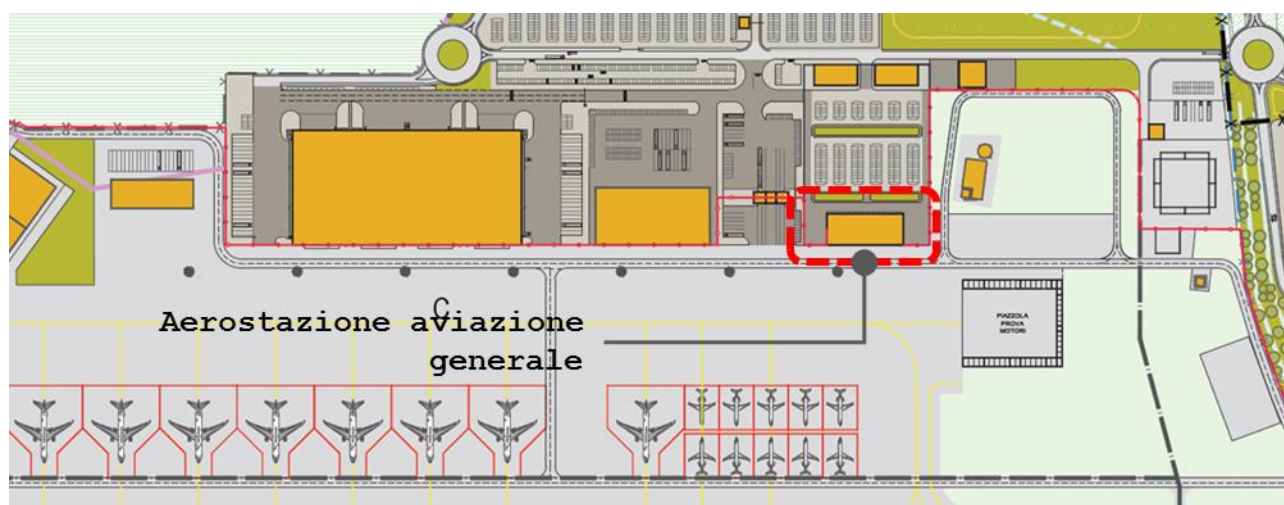 C
Aerostazione aviazione
generale
PIAZZOLA
PROVA
MOTORI